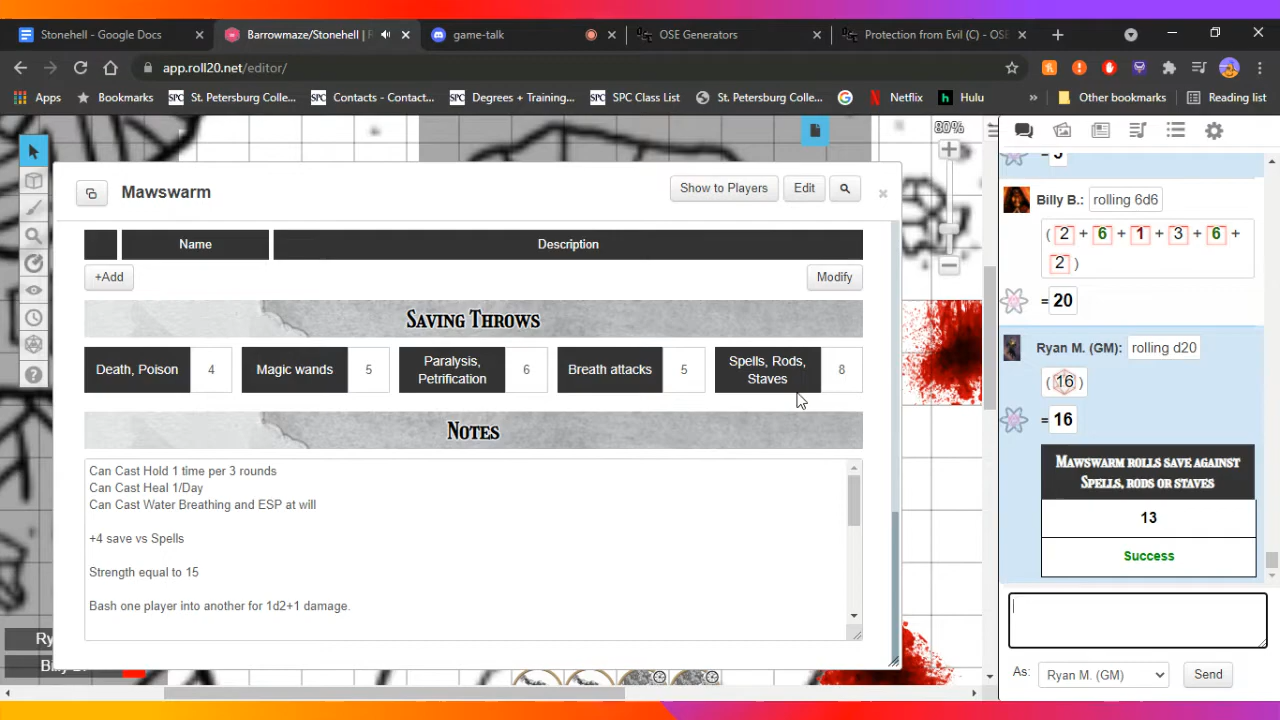 Stonehell - Google Docs
Barrowmaze/Stonehell |
game-talk
OSE Generators
Protection from Evil (C) - OSE
app.roll20.net/editor/
Apps
Bookmarks
St. Petersburg Colle...
Contacts - Contact...
Degrees + Training...
SPC Class List
St. Petersburg Colle...
Netflix
Hulu
»
Other bookmarks
Reading list
80%
Mawswarm
Show to Players
Edit
Name
Description
+Add
Modify
Saving Throws
Death, Poison
4
Magic wands
5
Paralysis,
Petrification
6
Breath attacks
5
Spells, Rods,
Staves
8
Notes
Can Cast Hold 1 time per 3 rounds
Can Cast Heal 1/Day
Can Cast Water Breathing and ESP at will
+4 save vs Spells
Strength equal to 15
Bash one player into another for 1d2+1 damage.
Billy B.: rolling 6d6
( 2 + 6 + 1 + 3 + 6 +
2 )
= 20
Ryan M. (GM): rolling d20
( 16 )
= 16
Mawswarm rolls save against
Spells, rods or staves
13
Success
As:
Ryan M. (GM)
Send